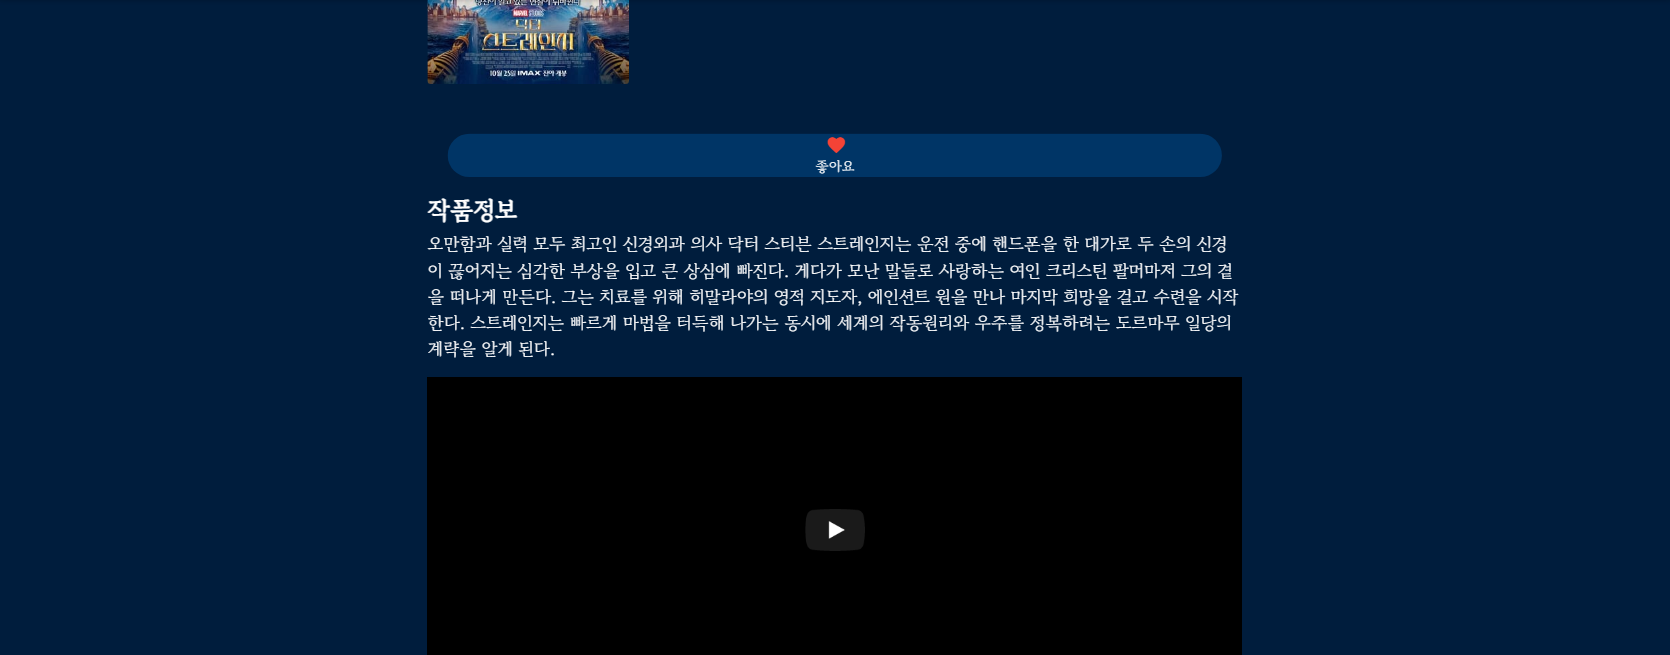 MARVEL STUDIOS
닥터
스트레인지
10월 25일 IMAX 전야 개봉
좋아요
작품정보
오만함과 실력 모두 최고인 신경외과 의사 닥터 스티븐 스트레인지는 운전 중에 핸드폰을 한 대가로 두 손의 신경
이 끊어지는 심각한 부상을 입고 큰 상심에 빠진다. 게다가 모난 말들로 사랑하는 여인 크리스틴 팔머마저 그의 곁
을 떠나게 만든다. 그는 치료를 위해 히말라야의 영적 지도자, 에인션트 원을 만나 마지막 희망을 걸고 수련을 시작
한다. 스트레인지는 빠르게 마법을 터득해 나가는 동시에 세계의 작동원리와 우주를 정복하려는 도르마무 일당의
계략을 알게 된다.